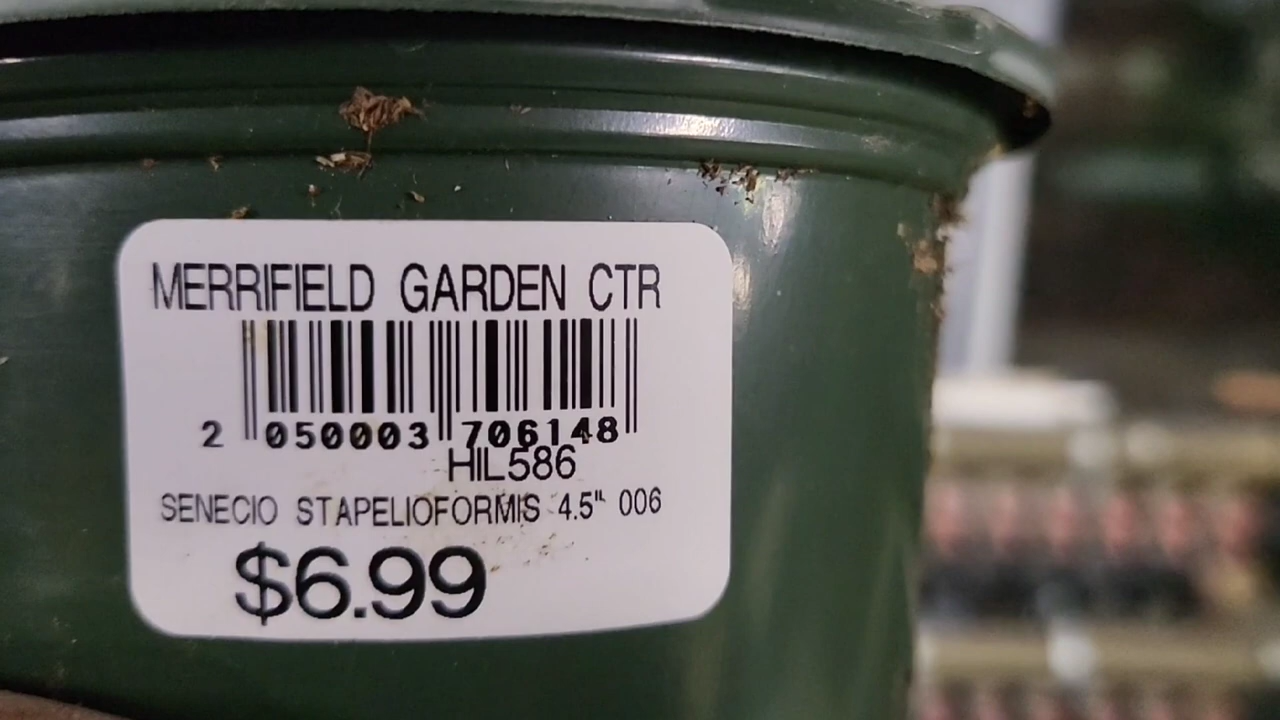 MERRIFIELD GARDEN CTR
2 050003 706148
HIL586
SENECIO STAPELIOFORMIS 4.5" 006
$6.99